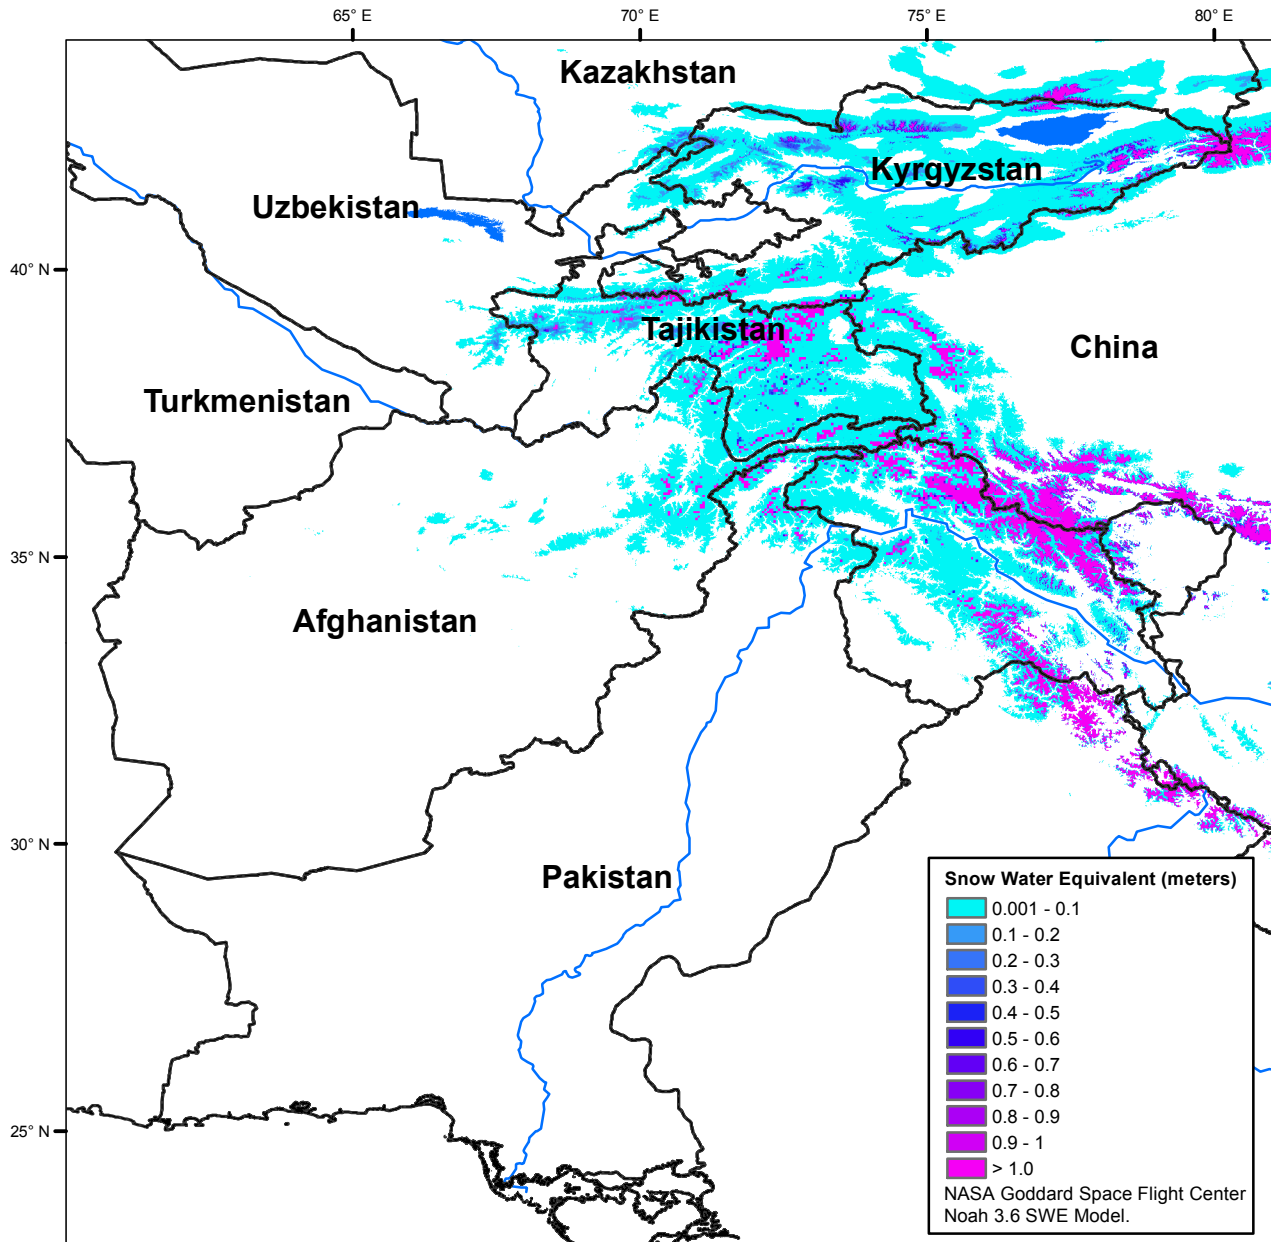 65° E
70° E
75° E
80° E
Kazakhstan
Kyrgyzstan
Uzbekistan
40° N
Tajikistan
China
Turkmenistan
35° N
Afghanistan
30° N
Pakistan
25° N
Snow Water Equivalent (meters)
0.001 - 0.1
0.1 - 0.2
0.2 - 0.3
0.3 - 0.4
0.4 - 0.5
0.5 - 0.6
0.6 - 0.7
0.7 - 0.8
0.8 - 0.9
0.9 - 1
> 1.0
NASA Goddard Space Flight Center
Noah 3.6 SWE Model.